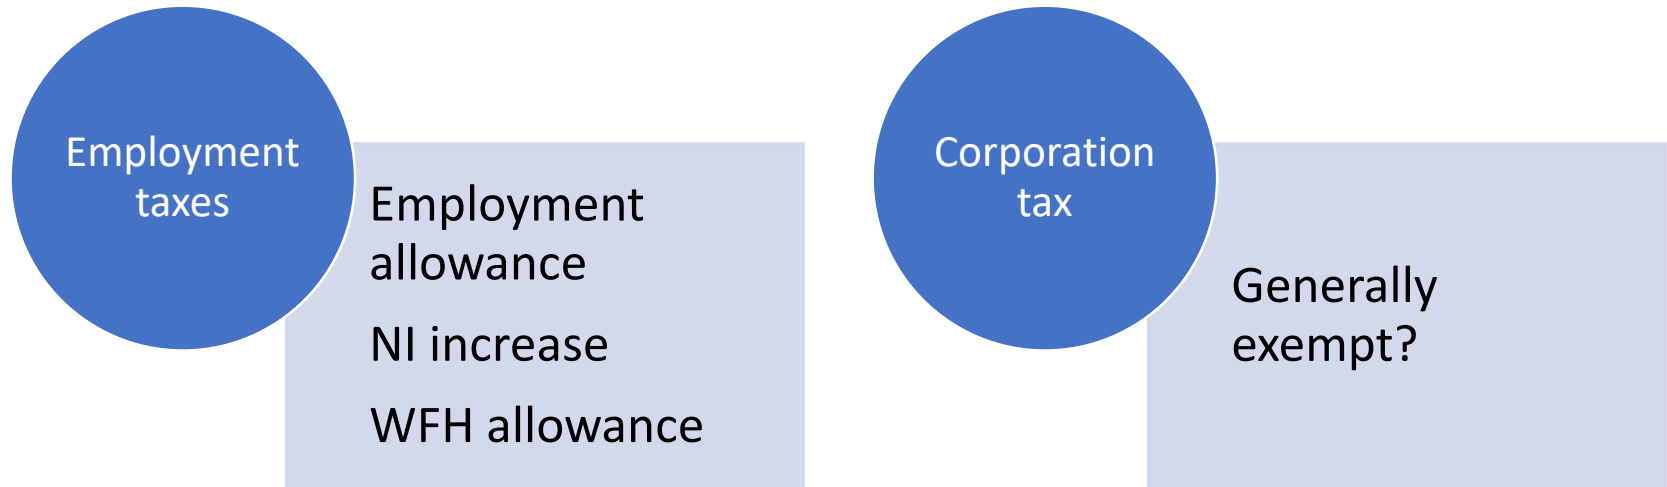 Employment
taxes
Employment
allowance
NI increase
WFH allowance
Corporation
tax
Generally
exempt?